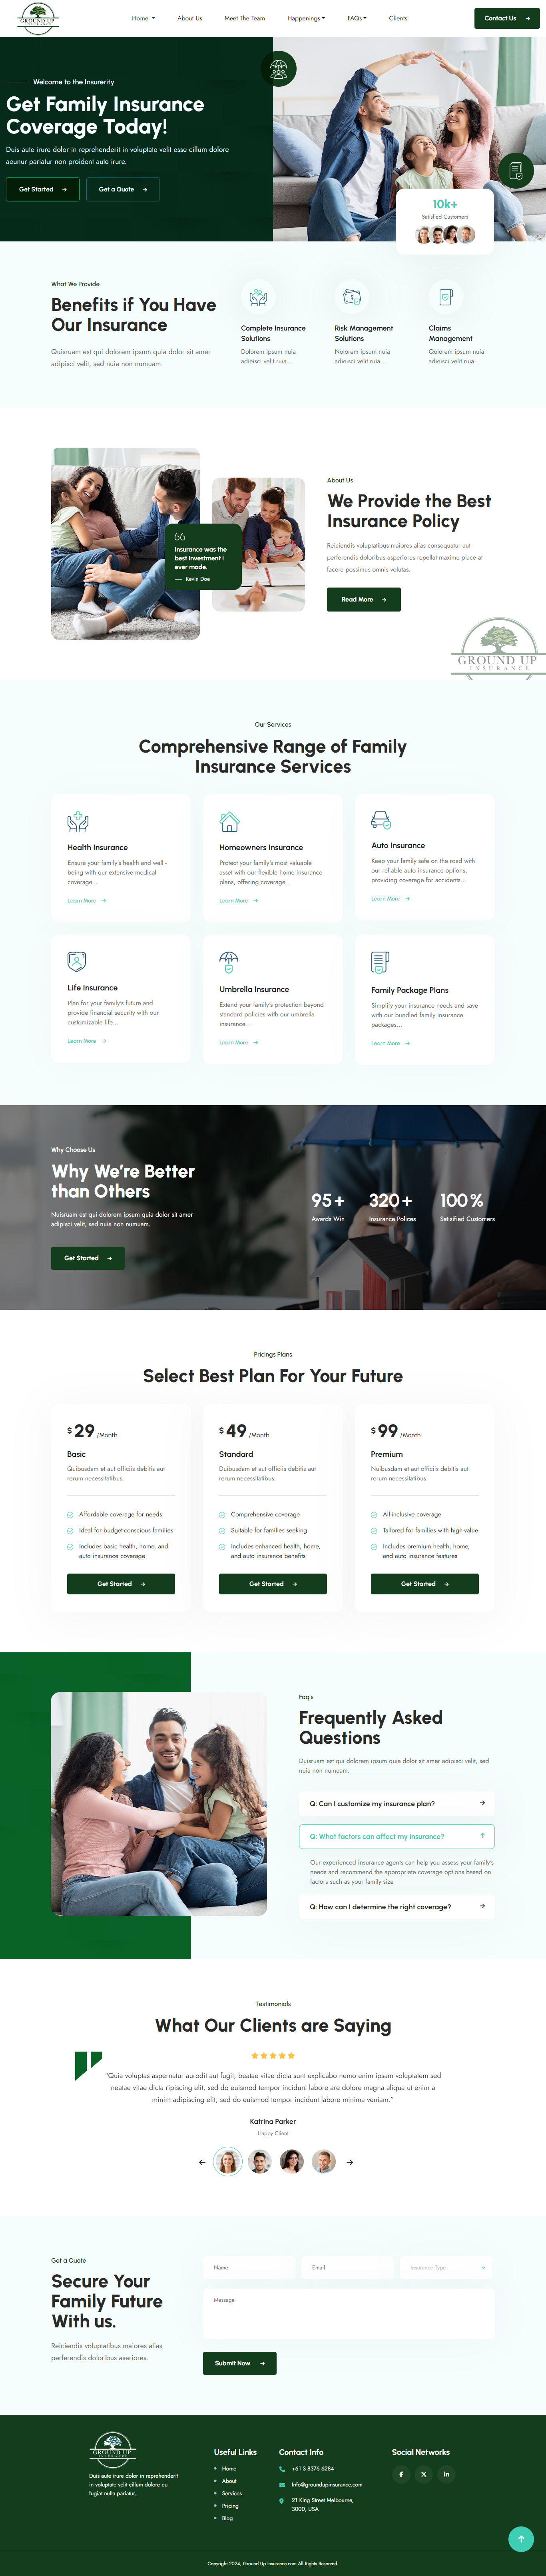 GROUND UP
INSURANCE
Home
About Us
Meet The Team
Happenings
FAQs
Clients
Contact Us
Welcome to the Insurerity
Get Family Insurance
Coverage Today!
Duis aute irure dolor in reprehenderit in voluptate velit esse cillum dolore
aeunur pariatur non proident aute irure.
Get Started
Get a Quote
10k+
Satisfied Customers
What We Provide
Benefits if You Have
Our Insurance
Quisruam est qui dolorem ipsum quia dolor sit amer
adipisci velit, sed nuia non numuam.
Complete Insurance
Solutions
Dolorem ipsum nuia
adieisci velit ruia...
Risk Management
Solutions
Nolorem ipsum nuia
adieisci velit ruia...
Claims
Management
Qolorem ipsum nuia
adieisci velit ruia...
Insurance was the
best investment i
ever made.
Kevin Doe
About Us
We Provide the Best
Insurance Policy
Reiciendis voluptatibus maiores alias consequatur aut
perferendis doloribus asperiores repellat maxime place at
facere possimus omnis volutas.
Read More
GROUND UP
INSURANCE
Our Services
Comprehensive Range of Family
Insurance Services
Health Insurance
Ensure your family's health and well -
being with our extensive medical
coverage...
Learn More
Homeowners Insurance
Protect your family's most valuable
asset with our flexible home insurance
plans, offering coverage...
Learn More
Auto Insurance
Keep your family safe on the road with
our reliable auto insurance options,
providing coverage for accidents...
Learn More
Life Insurance
Plan for your family's future and
provide financial security with our
customizable life...
Learn More
Umbrella Insurance
Extend your family's protection beyond
standard policies with our umbrella
insurance...
Learn More
Family Package Plans
Simplify your insurance needs and save
with our bundled family insurance
packages...
Learn More
Why Choose Us
Why We're Better
than Others
Nuisruam est qui dolorem ipsum quia dolor sit amer
adipisci velit, sed nuia non numuam.
Get Started
95+
Awards Win
320+
Insurance Polices
100%
Satisified Customers
Pricings Plans
Select Best Plan For Your Future
$ 29 /Month
Basic
Quibusdam et aut officiis debitis aut
rerum necessitatibus.
Affordable coverage for needs
Ideal for budget-conscious families
Includes basic health, home, and
auto insurance coverage
Get Started
$ 49 /Month
Standard
Duibusdam et aut officiis debitis aut
rerum necessitatibus.
Comprehensive coverage
Suitable for families seeking
Includes enhanced health, home,
and auto insurance benefits
Get Started
$ 99 /Month
Premium
Nuibusdam et aut officiis debitis aut
rerum necessitatibus.
All-inclusive coverage
Tailored for families with high-value
Includes premium health, home,
and auto insurance features
Get Started
Faq's
Frequently Asked
Questions
Duisruam est qui dolorem ipsum quia dolor sit amer adipisci velit, sed
nuia non numuam.
Q: Can I customize my insurance plan?
Q: What factors can affect my insurance?
Our experienced insurance agents can help you assess your family's
needs and recommend the appropriate coverage options based on
factors such as your family size
Q: How can I determine the right coverage?
Testimonials
What Our Clients are Saying
"Quia voluptas aspernatur aurodit aut fugit, beatae vitae dicta sunt explicabo nemo enim ipsam voluptatem sed
neatae vitae dicta ripiscing elit, sed do euismod tempor incididunt labore are dolore magna aliqua ut enim a
minim adipiscing elit, sed do euismod tempor incididunt labore minima veniam."
Katrina Parker
Happy Client
Get a Quote
Secure Your
Family Future
With us.
Reiciendis voluptatibus maiores alias
perferendis doloribus aseriores.
Name
Email
Insurance Type
Message
Submit Now
GROUND UP
INSURANCE
Duis aute irure dolor in reprehenderit
in voluptate velit cillum dolore eu
fugiat nulla pariatur.
Useful Links
Home
About
Services
Pricing
Blog
Contact Info
+61 3 8376 6284
Info@groundupinsurance.com
21 King Street Melbourne,
3000, USA
Social Networks
Copyright 2024, Ground Up Insurance.com All Rights Reserved.